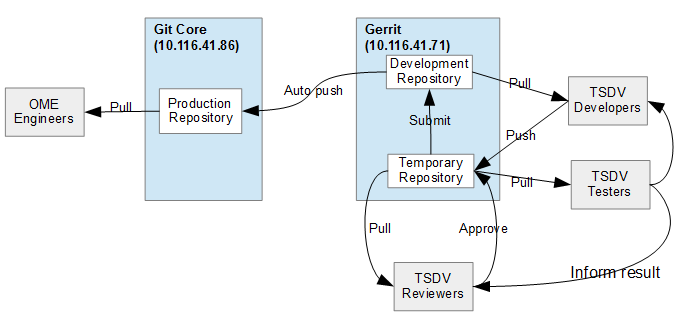 Git Core
(10.116.41.86)
Gerrit
(10.116.41.71)
Development
Repository
Auto push
Pull
TSDV
Developers
OME
Engineers
Pull
Production
Repository
Submit
Push
Temporary
Repository
Pull
TSDV
Testers
Pull
Approve
TSDV
Reviewers
Inform result